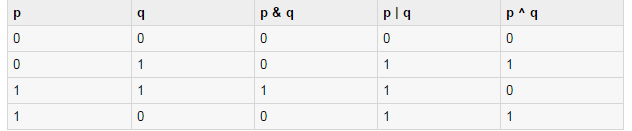 p q p & q p | q p ^ q
0 0 0 0 0
0 1 0 1 1
1 1 1 1 0
1 0 0 1 1